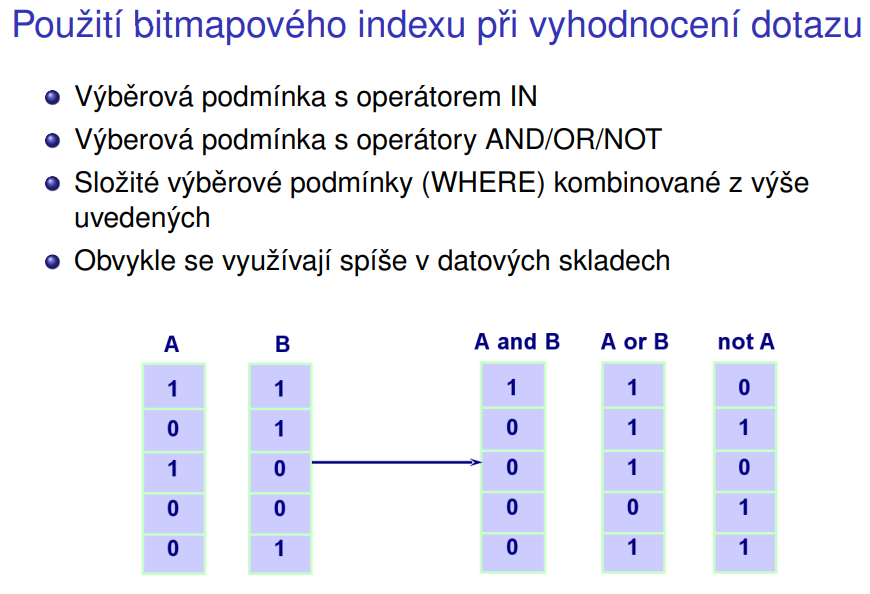 Použití bitmapového indexu při vyhodnocení dotazu
Výběrová podmínka s operátorem IN
Výberová podmínka s operátory AND/OR/NOT
Složité výběrové podmínky (WHERE) kombinované z výše
uvedených
Obvykle se využívají spíše v datových skladech
A B A and B A or B not A
1 1 1 1 0
0 1 0 1 1
1 0 0 1 0
0 0 0 0 1
0 1 0 1 1